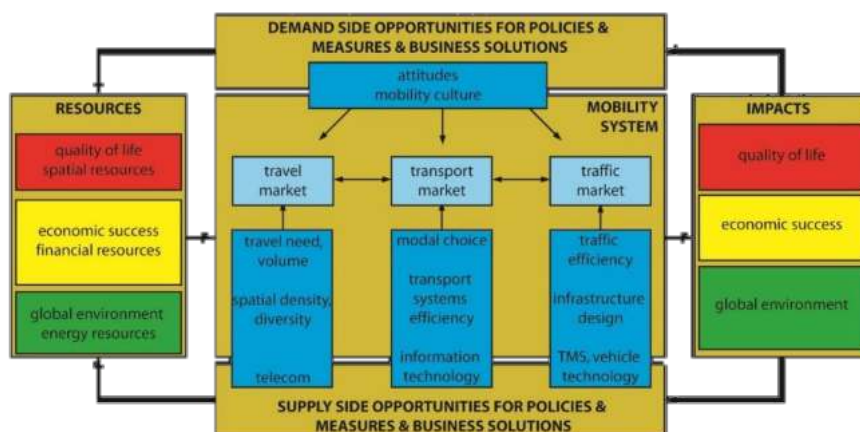 DEMAND SIDE OPPORTUNITIES FOR POLICIES &
MEASURES & BUSINESS SOLUTIONS
attitudes
mobility culture
RESOURCES
quality of life
spatial resources
economic success
financial resources
global environment
energy resources
MOBILITY
SYSTEM
travel
market
transport
market
traffic
market
travel need,
volume
spatial density,
diversity
telecom
modal choice
transport
systems
efficiency
information
technology
traffic
efficiency
infrastructure
design
TMS, vehicle
technology
IMPACTS
quality of life
economic success
global environment
SUPPLY SIDE OPPORTUNITIES FOR POLICIES &
MEASURES & BUSINESS SOLUTIONS